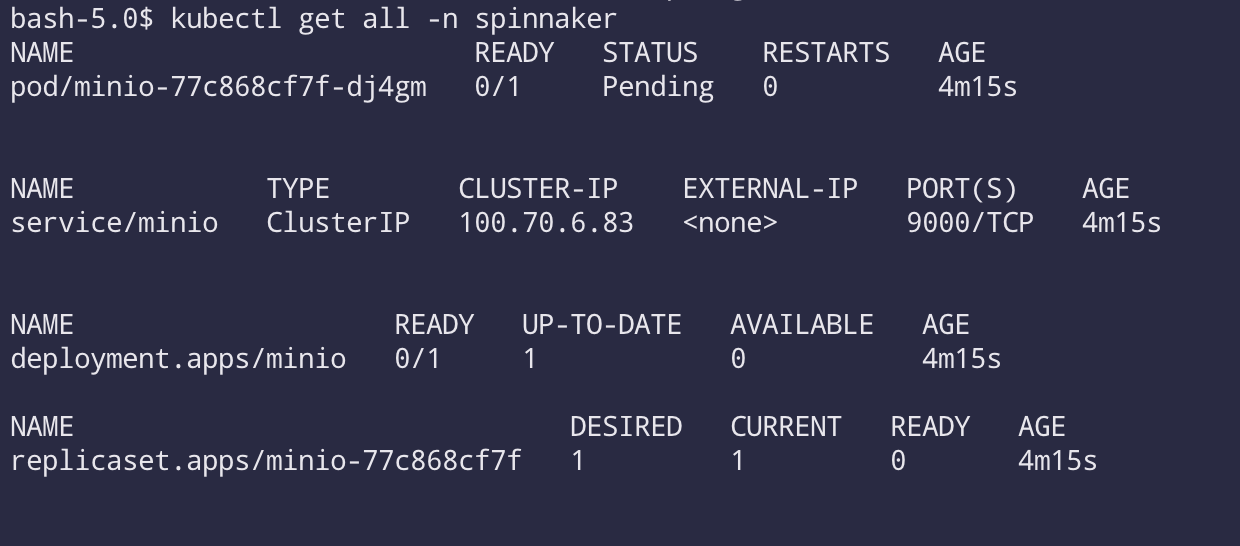 bash-5.0$ kubectl get all -n spinnaker
NAME                         READY   STATUS    RESTARTS   AGE
pod/minio-77c868cf7f-dj4gm   0/1     Pending   0          4m15s
NAME            TYPE        CLUSTER-IP    EXTERNAL-IP   PORT(S)    AGE
service/minio   ClusterIP   100.70.6.83   <none>        9000/TCP   4m15s
NAME                    READY   UP-TO-DATE   AVAILABLE   AGE
deployment.apps/minio   0/1     1            0           4m15s
NAME                               DESIRED   CURRENT   READY   AGE
replicaset.apps/minio-77c868cf7f   1         1         0       4m15s